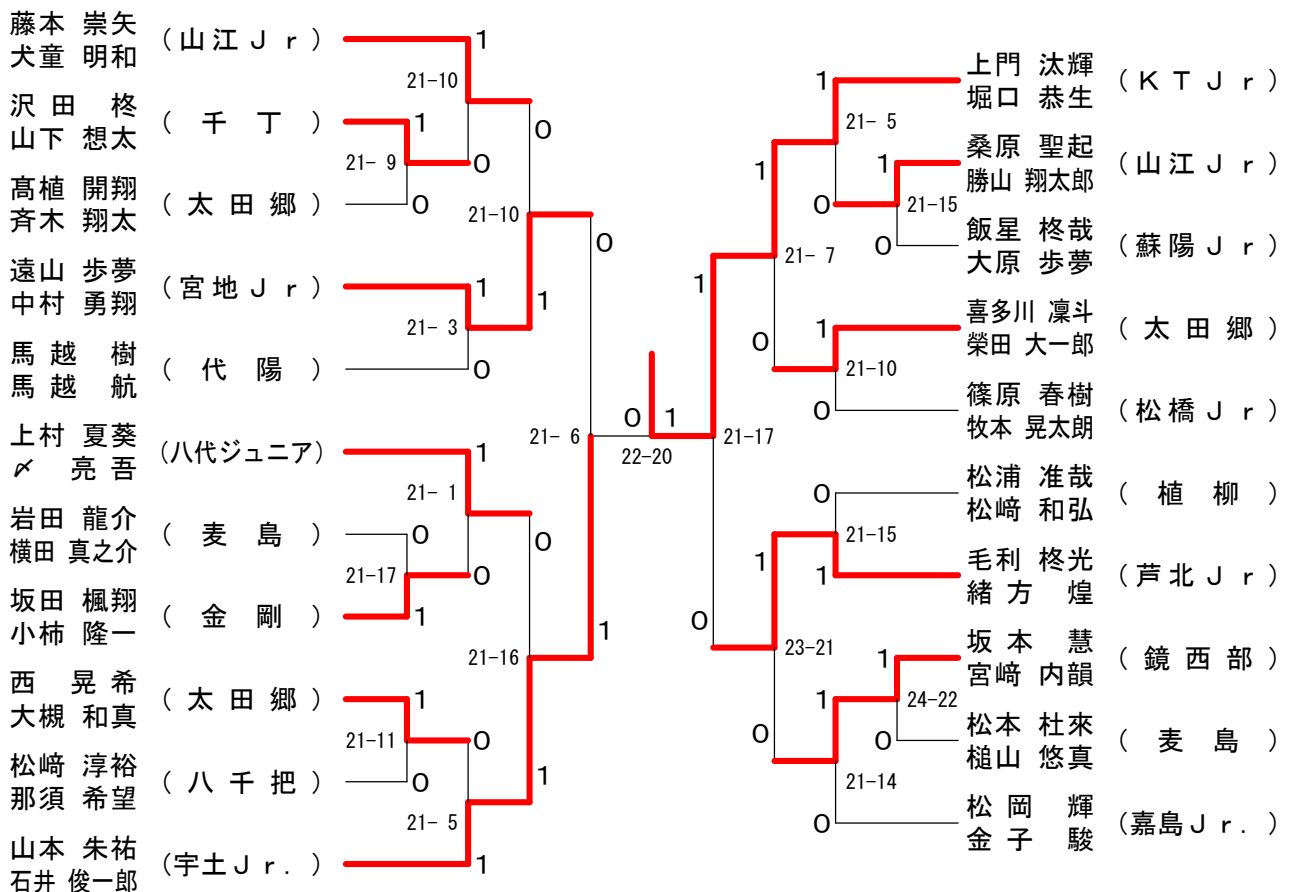 藤本 崇矢
犬童 明和
(山江Ｊｒ)
1
21-10
沢田 柊
山下 想太
(千丁)
1
21- 9
0
髙植 開翔
斉木 翔太
(太田郷)
0
0
21-10
0
遠山 歩夢
中村 勇翔
(宮地Ｊｒ)
1
1
21- 3
馬越 樹
馬越 航
(代陽)
0
21- 6
上村 夏葵
〆 亮吾
(八代ジュニア)
1
21- 1
0
岩田 龍介
横田 真之介
(麦島)
0
21-17
0
坂田 楓翔
小柿 隆一
(金剛)
1
1
21-16
西 晃希
大槻 和真
(太田郷)
1
21-11
0
1
松崎 淳裕
那須 希望
(八千把)
0
21- 5
山本 朱祐
石井 俊一郎
(宇土Ｊｒ.)
1
0
1
22-20
1
上門 汰輝
堀口 恭生
(ＫＴＪｒ)
21- 5
1
1
桑原 聖起
勝山 翔太郎
(山江Ｊｒ)
0
21-15
0
飯星 柊哉
大原 歩夢
(蘇陽Ｊｒ)
1
21- 7
1
喜多川 凜斗
榮田 大一郎
(太田郷)
0
21-10
0
篠原 春樹
牧本 晃太朗
(松橋Ｊｒ)
21-17
0
松浦 准哉
松﨑 和弘
(植柳)
1
21-15
1
毛利 柊光
緒方 煌
(芦北Ｊｒ)
0
23-21
1
坂本 慧
宮﨑 内韻
(鏡西部)
1
24-22
0
0
松本 杜來
槌山 悠真
(麦島)
21-14
0
松岡 輝
金子 駿
(嘉島Ｊｒ.)